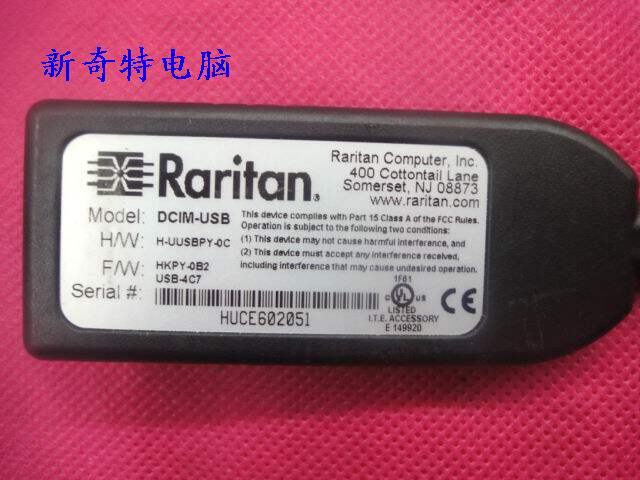 新奇特电脑
Raritan®
Raritan Computer, Inc.
400 Cottontail Lane
Somerset, NJ 08873
www.raritan.com
Model: DCIM-USB
H/W: H-UUSBPY-0C
F/W: HKPY-0B2
USB-4C7
Serial #:
HUCE602051
This device complies with Part 15 Class A of the FCC Rules.
Operation is subject to the following two conditions:
(1) This device may not cause harmful interference, and
(2) This device must accept any interference received,
including interference that may cause undesired operation.
1F61
C UL US
LISTED
I.T.E. ACCESSORY
E 149920
CE